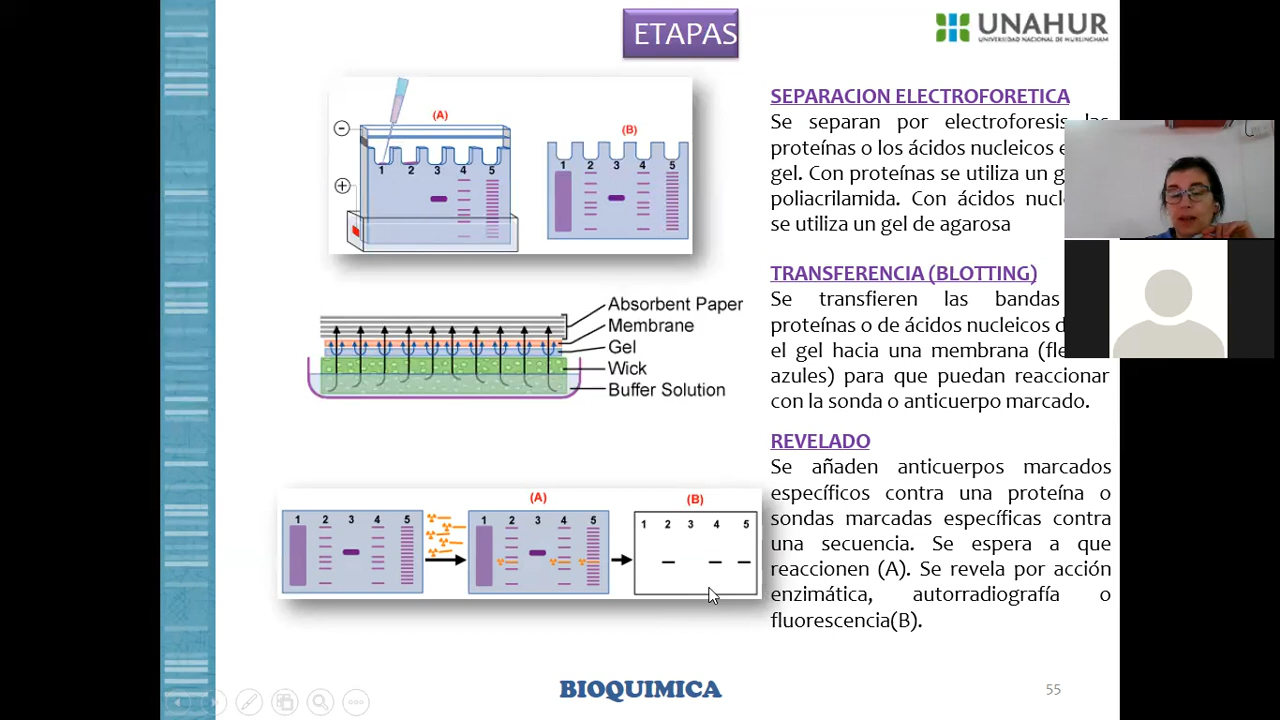 ETAPAS
UNAHUR
UNIVERSIDAD NACIONAL DE HURLINGHAM
(A)
(B)
1 2 3 4 5
1 2 3 4 5
SEPARACION ELECTROFORETICA
Se separan por electroforesis las
proteínas o los ácidos nucleicos e
gel. Con proteínas se utiliza un g
poliacrilamida. Con ácidos nucl
se utiliza un gel de agarosa
Absorbent Paper
Membrane
Gel
Wick
Buffer Solution
TRANSFERENCIA (BLOTTING)
Se transfieren las bandas
proteínas o de ácidos nucleicos d
el gel hacia una membrana (fle
azules) para que puedan reaccionar
con la sonda o anticuerpo marcado.
(A)
(B)
1 2 3 4 5
1 2 3 4 5
1 2 3 4 5
REVELADO
Se añaden anticuerpos marcados
específicos contra una proteína o
sondas marcadas específicas contra
una secuencia. Se espera a que
reaccionen (A). Se revela por acción
enzimática, autorradiografía o
fluorescencia(B).
BIOQUIMICA
55